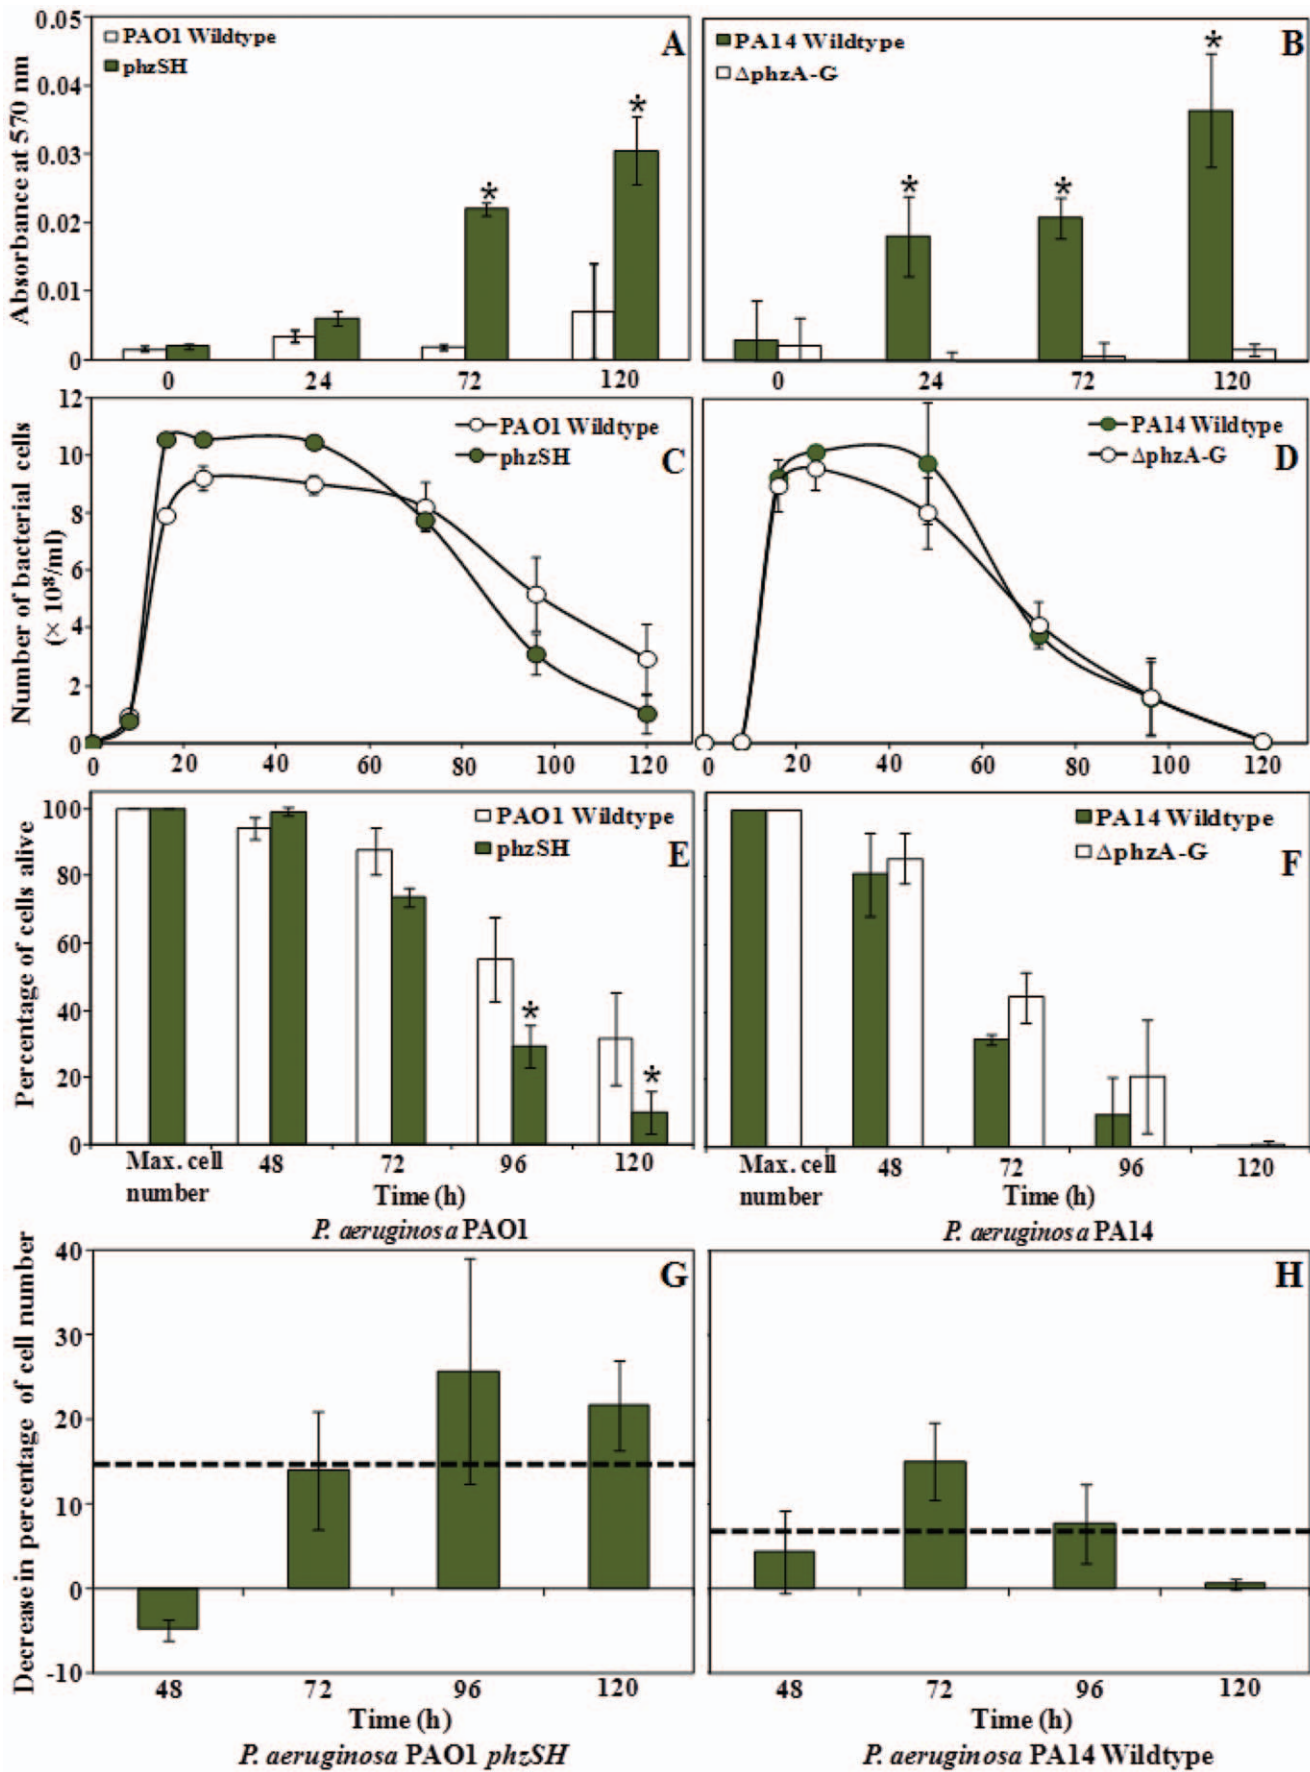 Absorbance at 570 nm
0.05
0.04
0.03
0.02
0.01
0
PAO1 Wildtype
phzSH
A
*
*
0 24 72 120
PA14 Wildtype
ΔphzA-G
B
*
*
*
0 24 72 120
Number of bacterial cells
(× 10⁸/ml)
12
10
8
6
4
2
0
PAO1 Wildtype
phzSH
C
0 20 40 60 80 100 120
PA14 Wildtype
ΔphzA-G
D
0 20 40 60 80 100 120
Percentage of cells alive
100
80
60
40
20
0
PAO1 Wildtype
phzSH
E
*
*
Max. cell
number
48 72 96 120
Time (h)
P. aeruginosa PAO1
PA14 Wildtype
ΔphzA-G
F
Max. cell
number
48 72 96 120
Time (h)
P. aeruginosa PA14
Decrease in percentage of cell number
40
30
20
10
0
-10
G
48 72 96 120
Time (h)
P. aeruginosa PAO1 phzSH
H
48 72 96 120
Time (h)
P. aeruginosa PA14 Wildtype